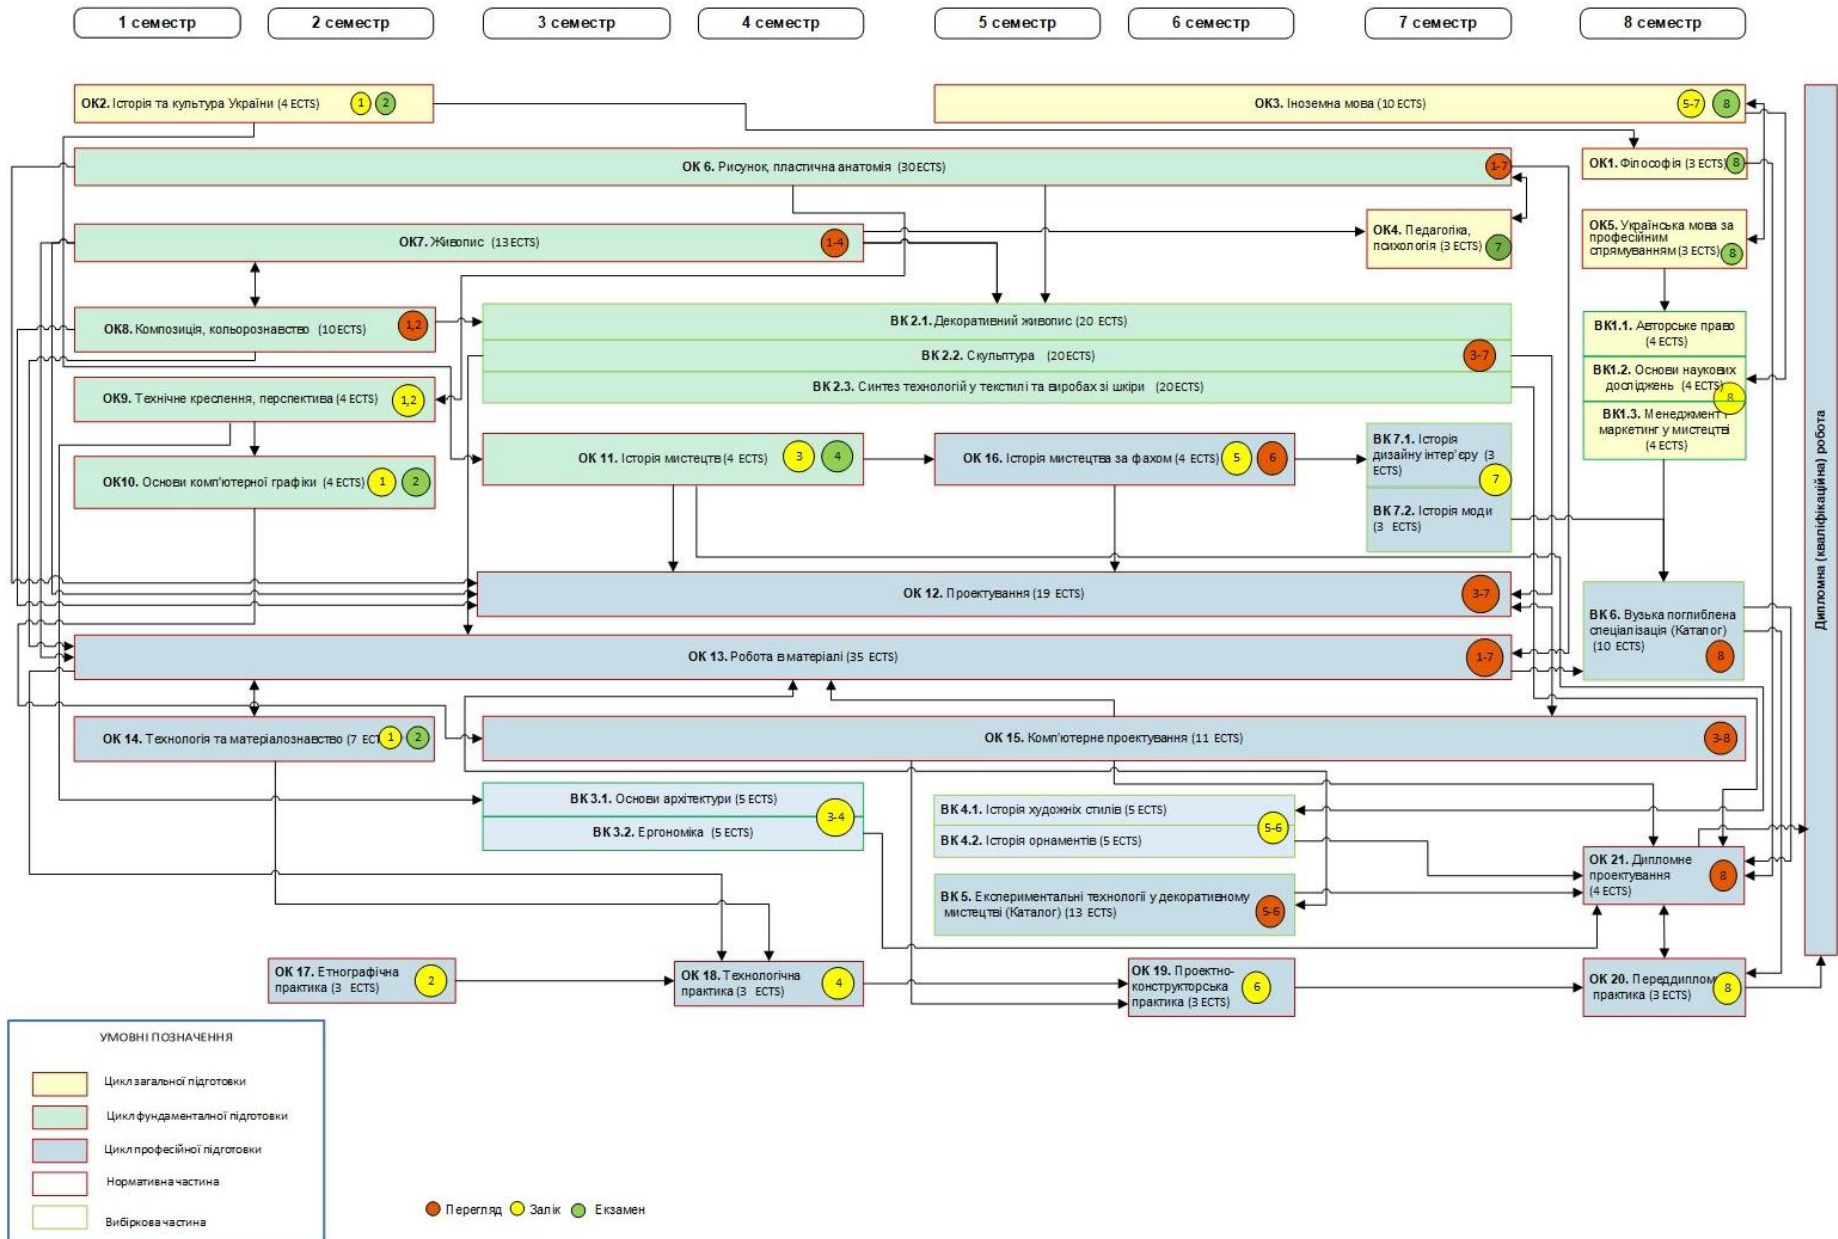 1 семестр
2 семестр
3 семестр
4 семестр
5 семестр
6 семестр
7 семестр
8 семестр
ОК2. Історія та культура України (4 ECTS)
1
2
ОК3. Іноземна мова (10 ECTS)
5-7
8
ОК 6. Рисунок, пластична анатомія (30 ECTS)
1-7
ОК1. Філософія (3 ECTS)
8
ОК7. Живопис (13 ECTS)
1-4
ОК4. Педагогіка,
психологія (3 ECTS)
7
ОК5. Українська мова за
професійним
спрямуванням (3 ECTS)
8
ОК8. Композиція, кольорознавство (10 ECTS)
1,2
ВК 2.1. Декоративний живопис (20 ECTS)
ВК 2.2. Скульптура (20 ECTS)
3-7
ВК 2.3. Синтез технологій у текстилі та виробах зі шкіри (20 ECTS)
ВК1.1. Авторське право
(4 ECTS)
ВК1.2. Основи наукових
досліджень (4 ECTS)
8
ВК1.3. Менеджмент і
маркетинг у мистецтві
(4 ECTS)
ОК9. Технічне креслення, перспектива (4 ECTS)
1,2
ОК10. Основи комп'ютерної графіки (4 ECTS)
1
2
ОК 11. Історія мистецтв (4 ECTS)
3
4
ОК 16. Історія мистецтва за фахом (4 ECTS)
5
6
ВК 7.1. Історія
дизайну інтер'єру (3
ECTS)
7
ВК 7.2. Історія моди
(3 ECTS)
ОК 12. Проектування (19 ECTS)
3-7
ВК 6. Вузька поглиблена
спеціалізація (Каталог)
(10 ECTS)
8
ОК 13. Робота в матеріалі (35 ECTS)
1-7
ОК 14. Технологія та матеріалознавство (7 ECT
1
2
ОК 15. Комп'ютерне проектування (11 ECTS)
3-8
ВК 3.1. Основи архітектури (5 ECTS)
ВК 3.2. Ергономіка (5 ECTS)
3-4
ВК 4.1. Історія художніх стилів (5 ECTS)
ВК 4.2. Історія орнаментів (5 ECTS)
5-6
ОК 21. Дипломне
проектування
(4 ECTS)
8
ВК 5. Експериментальні технології у декоративному
мистецтві (Каталог) (13 ECTS)
5-6
ОК 17. Етнографічна
практика (3 ECTS)
2
ОК 18. Технологічна
практика (3 ECTS)
4
ОК 19. Проектно-
конструкторська
практика (3 ECTS)
6
ОК 20. Переддиплом
практика (3 ECTS)
8
Дипломна (кваліфікаційна) робота
УМОВНІ ПОЗНАЧЕННЯ
Цикл загальної підготовки
Цикл фундаменталної підготовки
Цикл професійної підготовки
Нормативна частина
Вибіркова частина
Перегляд
Залік
Екзамен